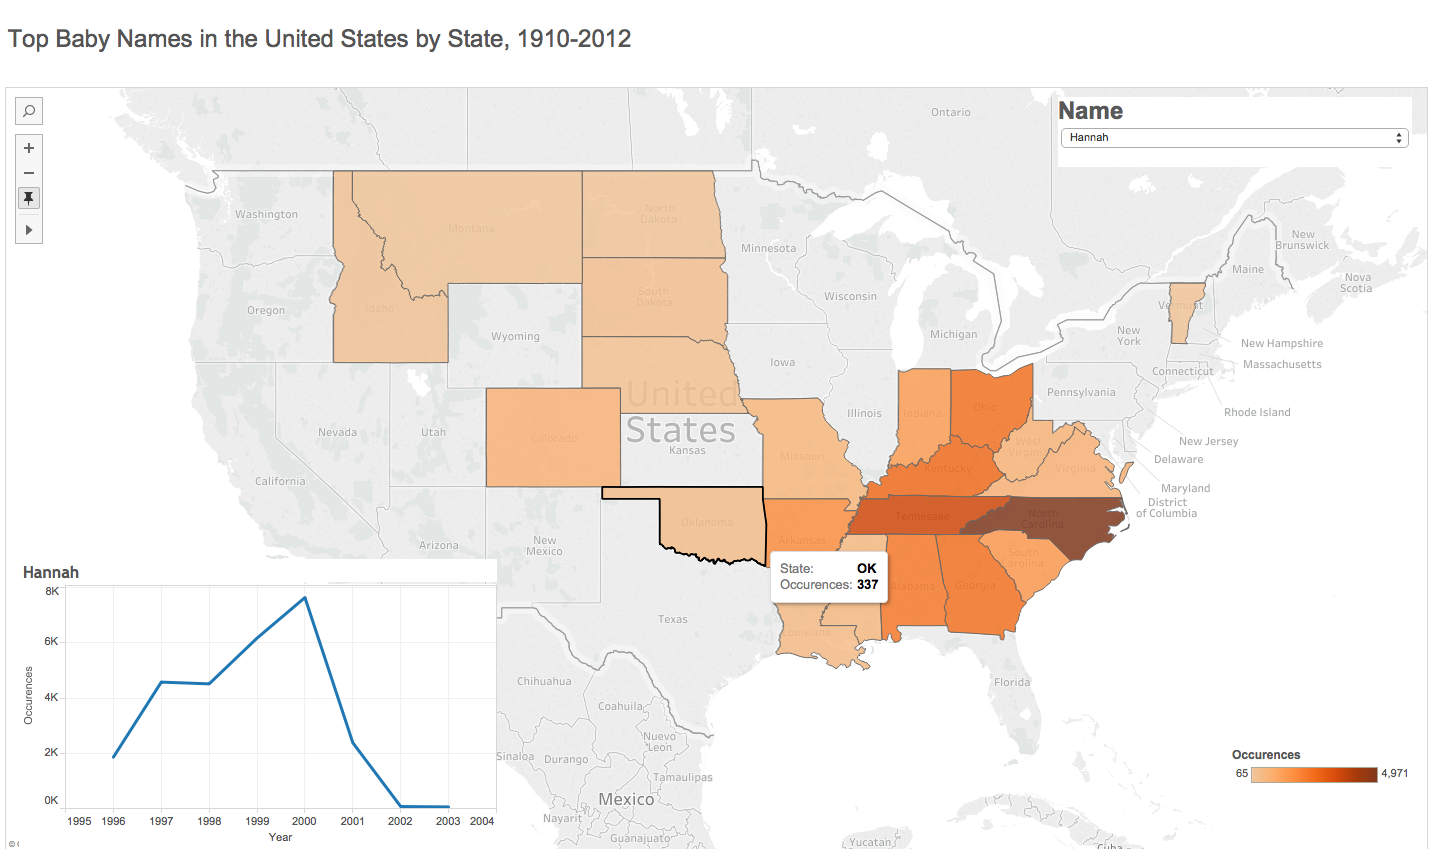 Top Baby Names in the United States by State, 1910-2012
Name
Hannah
Ontario
Washington
Montana
North
Dakota
Minnesota
New
Brunswick
Maine
Nova
Scotia
Oregon
Idaho
South
Dakota
Wisconsin
Vermont
Wyoming
Michigan
New
York
New Hampshire
Massachusetts
Iowa
Connecticut
Pennsylvania
United
States
Rhode Island
Nevada
Utah
Colorado
Kansas
Illinois
Indiana
Ohio
New Jersey
Delaware
California
Missouri
West
Virginia
Virginia
Kentucky
Maryland
District
of Columbia
Arizona
New
Mexico
Oklahoma
Arkansas
Tennessee
North
Carolina
South
Carolina
State: OK
Occurences: 337
Alabama
Georgia
Texas
Louisiana
Florida
Chihuahua
Coahuila
Nuevo
Leon
Sinaloa
Durango
Tamaulipas
Mexico
Nayarit
Guanajuato
Yucatan
Cuba
Hannah
8K
6K
4K
2K
0K
Occurences
1995 1996 1997 1998 1999 2000 2001 2002 2003 2004
Year
Occurences
65 4,971
©